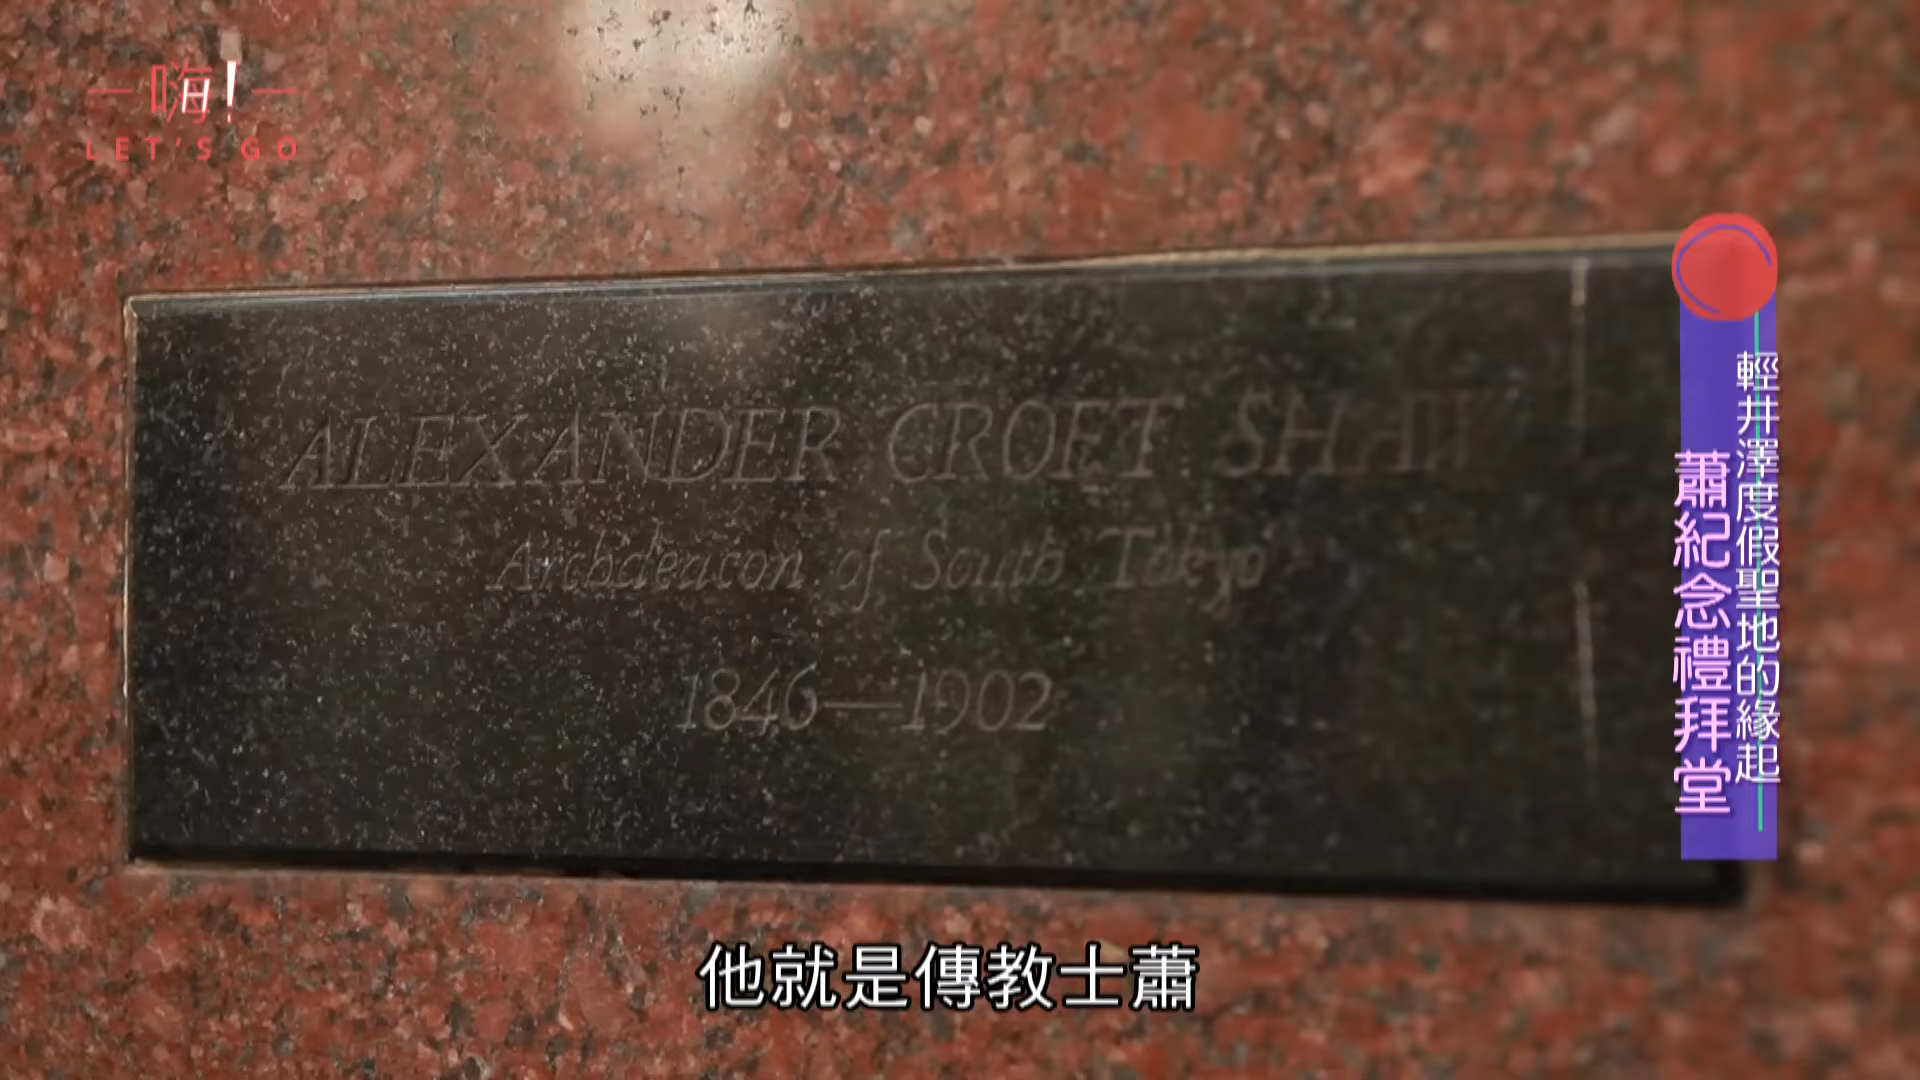 嗨!
LET'S GO
ALEXANDER CROFT SHAW
Archdeacon of South Tokyo
1846—1902
輕井澤度假聖地的緣起
蕭紀念禮拜堂
他就是傳教士蕭